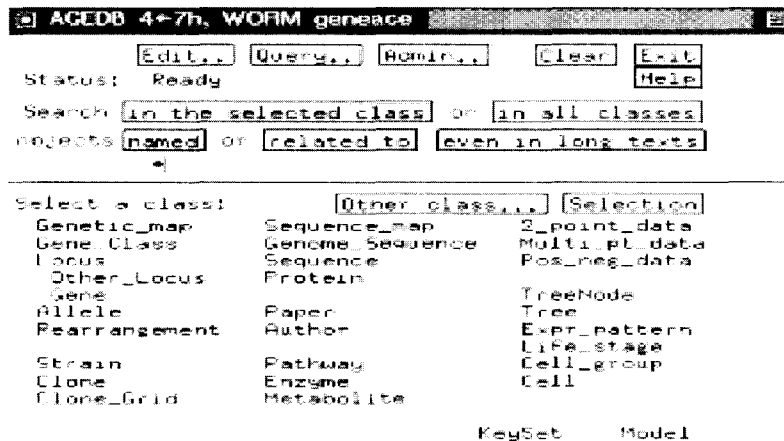 ACEDB 4-7h, WORM geneace
Edit.. Query.. Admin.. Clear Exit
Status: Ready Help
Search in the selected class or in all classes
objects named or related to even in long texts
Select a class: Other class... Selection
Genetic_map Sequence_map 2_point_data
Gene_Class Genome_Sequence Multi_pt_data
Locus Sequence Pos_neg_data
Other_Locus Protein
Gene TreeNode
Allele Paper Tree
Rearrangement Author Expr_pattern
Life_stage
Strain Pathway Cell_group
Clone Enzyme Cell
Clone_Grid Metabolite
KeySet Model